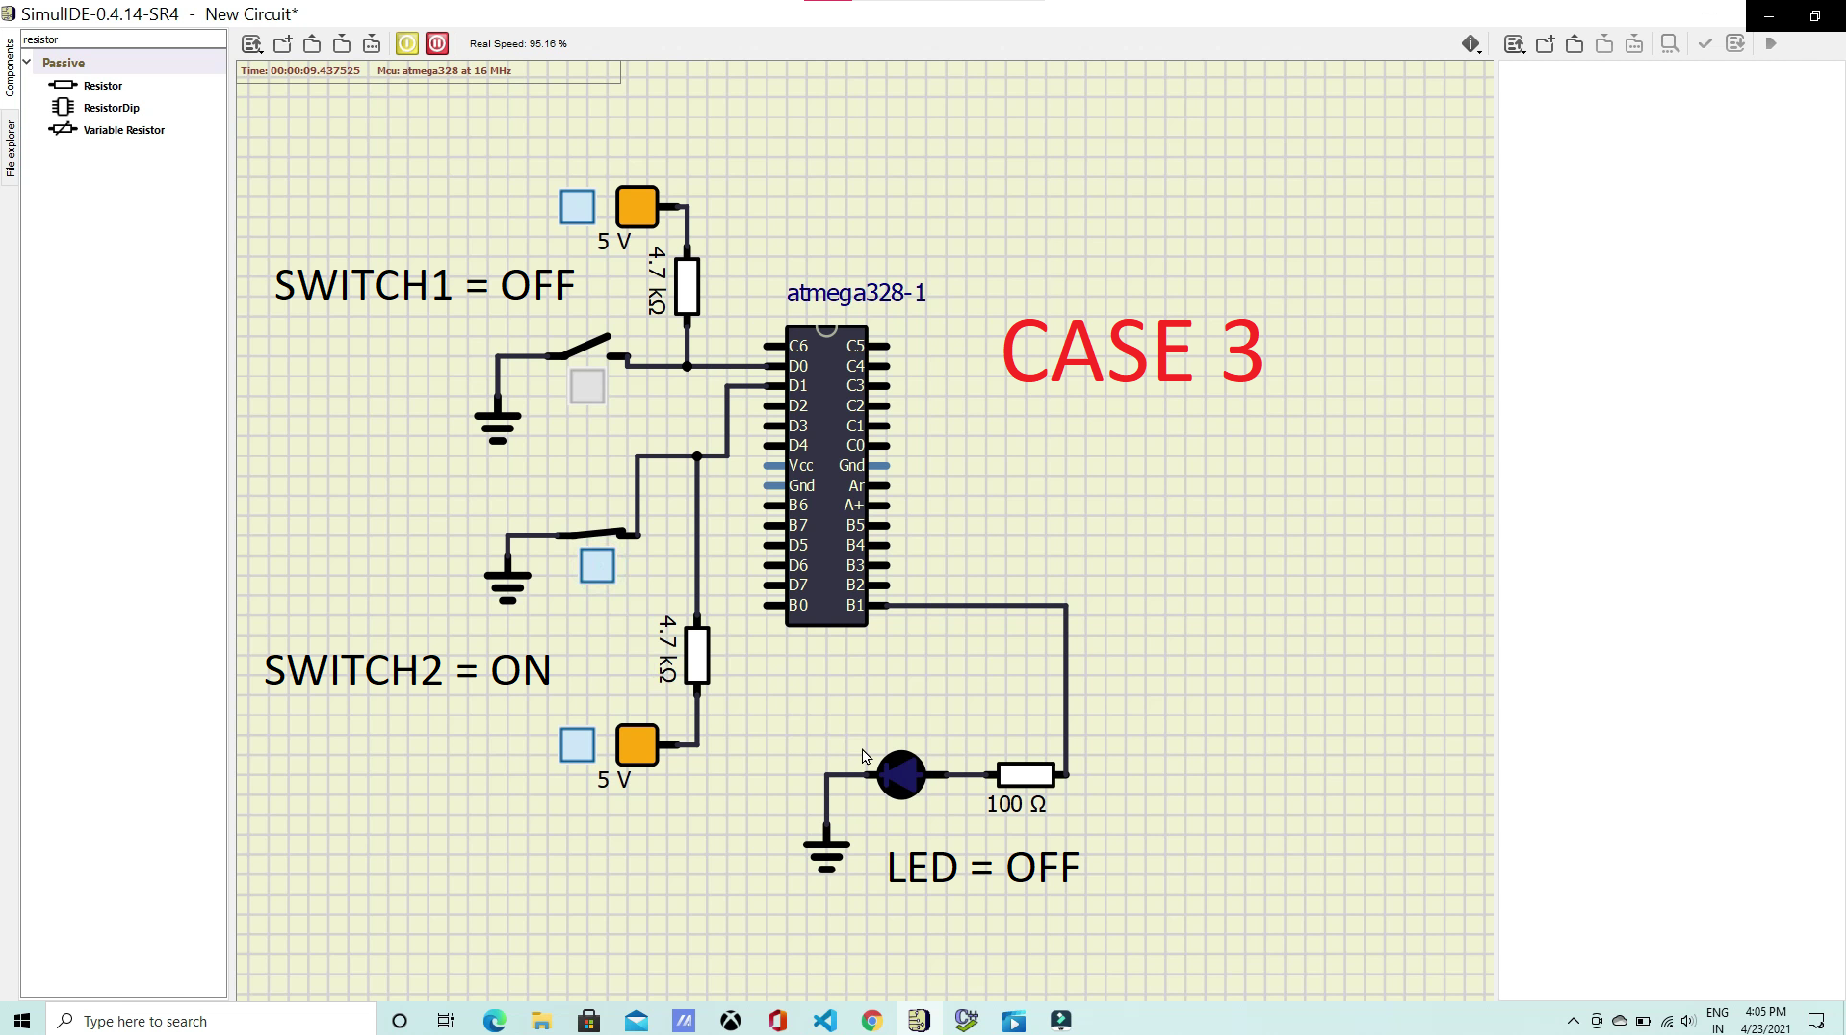 SimulIDE-0.4.14-SR4 - New Circuit*
Components
File explorer
resistor
Passive
Resistor
ResistorDip
Variable Resistor
Real Speed: 95.16 %
Time: 00:00:09.437525 Mcu: atmega328 at 16 MHz
5 V
4.7 kΩ
SWITCH1 = OFF
atmega328-1
CASE 3
C6 C5
D0 C4
D1 C3
D2 C2
D3 C1
D4 C0
Vcc Gnd
Gnd Ar
B6 A+
B7 B5
D5 B4
D6 B3
D7 B2
B0 B1
4.7 kΩ
SWITCH2 = ON
5 V
100 Ω
LED = OFF
Type here to search
ENG
IN
4:05 PM
4/23/2021